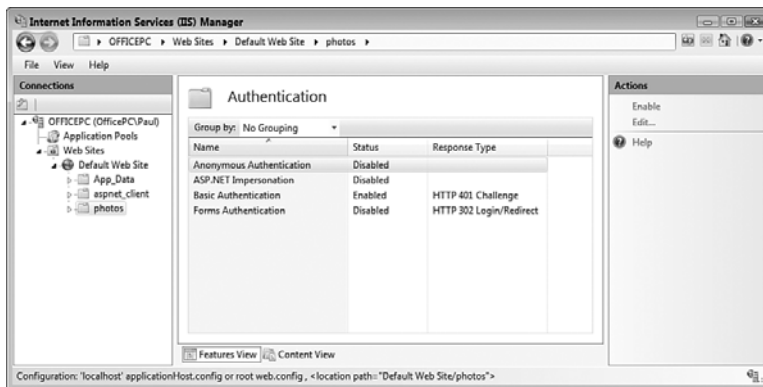 Internet Information Services (IIS) Manager
OFFICEPC Web Sites Default Web Site photos
File View Help
Connections
OFFICEPC (OfficePC\Paul)
Application Pools
Web Sites
Default Web Site
App_Data
aspnet_client
photos
Authentication
Group by: No Grouping
Name Status Response Type
Anonymous Authentication Disabled
ASP.NET Impersonation Disabled
Basic Authentication Enabled HTTP 401 Challenge
Forms Authentication Disabled HTTP 302 Login/Redirect
Features View Content View
Actions
Enable
Edit...
Help
Configuration: 'localhost' applicationHost.config or root web.config, <location path="Default Web Site/photos">